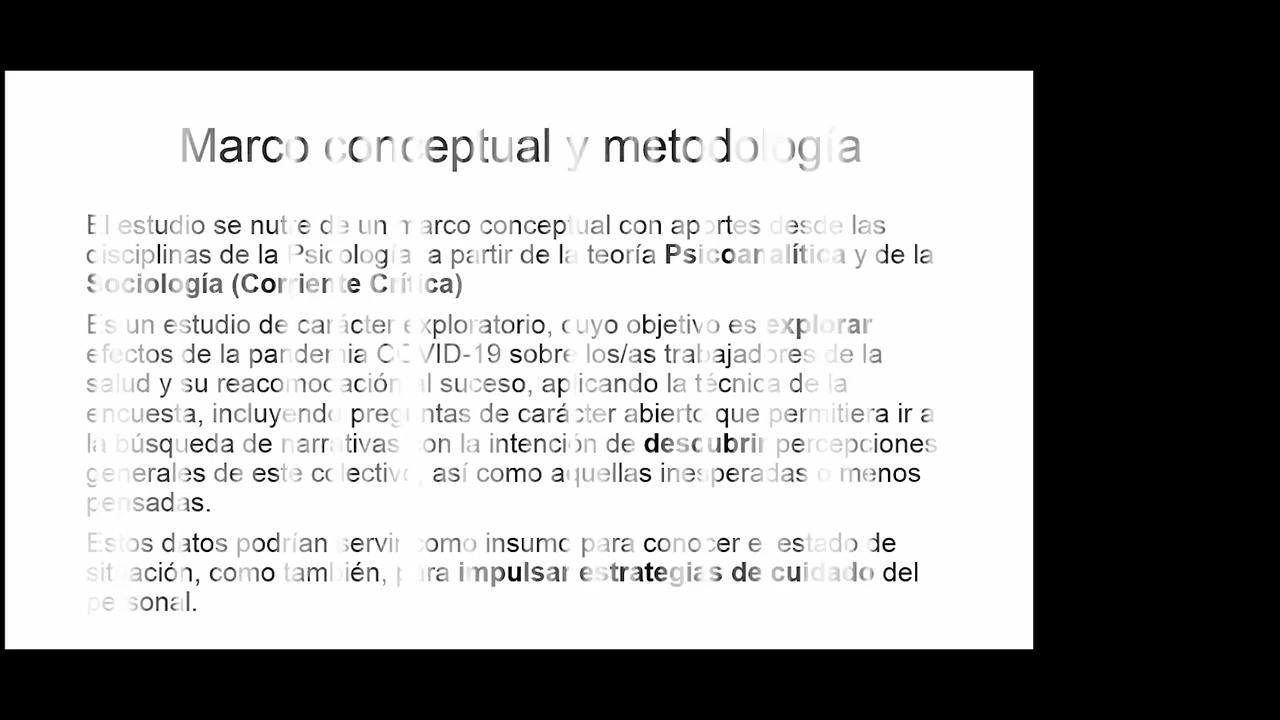 Marco conceptual y metodología
El estudio se nutre de un marco conceptual con aportes desde las
disciplinas de la Psicología a partir de la teoría Psicoanalítica y de la
Sociología (Corriente Crítica)
Es un estudio de carácter exploratorio, cuyo objetivo es explorar
efectos de la pandemia COVID-19 sobre los/as trabajadores de la
salud y su reacomodación al suceso, aplicando la técnica de la
encuesta, incluyendo preguntas de carácter abierto que permitiera ir a
la búsqueda de narrativas con la intención de descubrir percepciones
generales de este colectivo, así como aquellas inesperadas o menos
pensadas.
Estos datos podrían servir como insumo para conocer el estado de
situación, como también, para impulsar estrategias de cuidado del
personal.